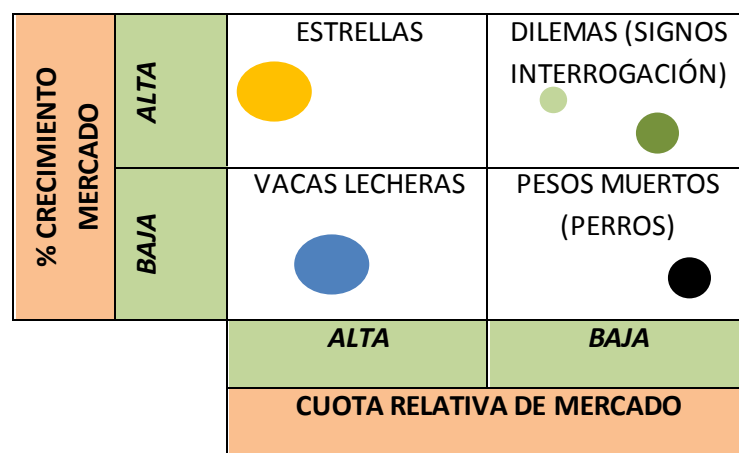 % CRECIMIENTO
MERCADO
ALTA
ESTRELLAS
DILEMAS (SIGNOS
INTERROGACIÓN)
BAJA
VACAS LECHERAS
PESOS MUERTOS
(PERROS)
ALTA
BAJA
CUOTA RELATIVA DE MERCADO